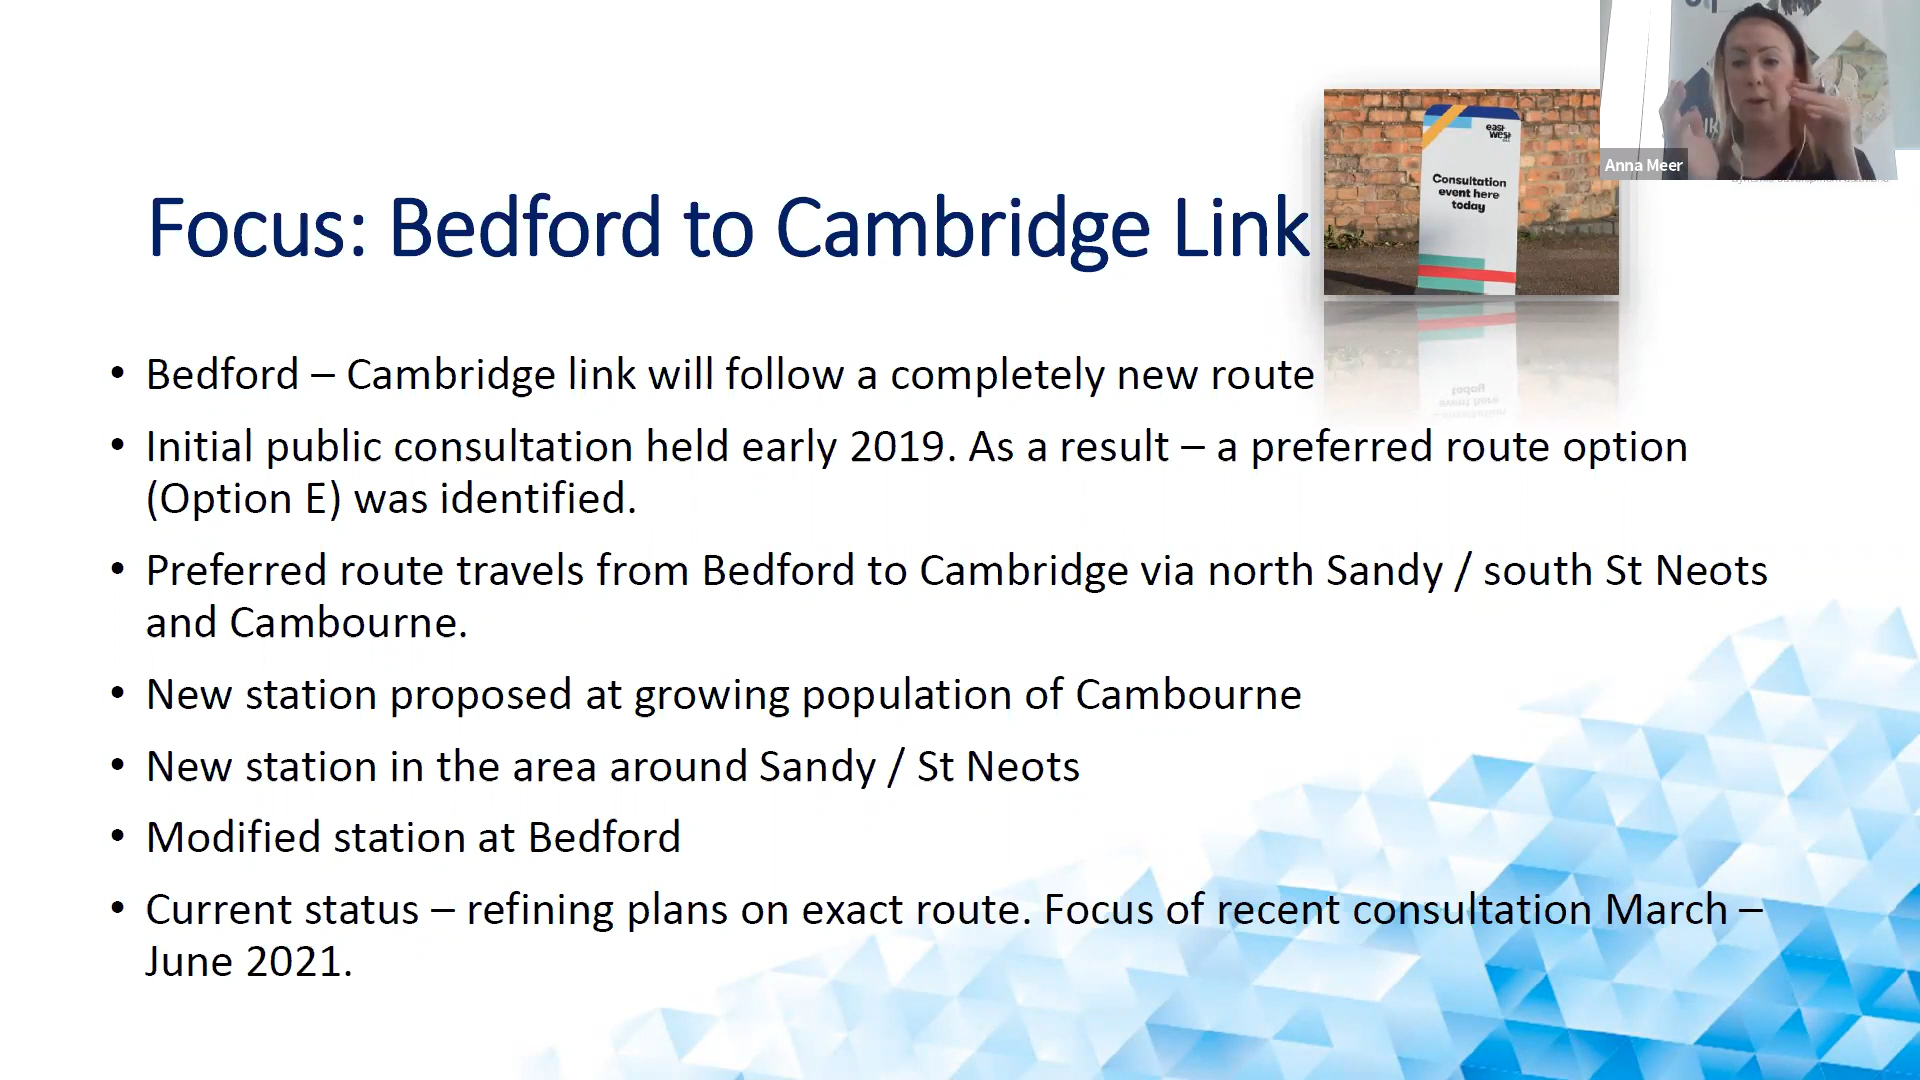 east
west
Consultation
event here
today
Anna Meer
Focus: Bedford to Cambridge Link
• Bedford – Cambridge link will follow a completely new route
• Initial public consultation held early 2019. As a result – a preferred route option
(Option E) was identified.
• Preferred route travels from Bedford to Cambridge via north Sandy / south St Neots
and Cambourne.
• New station proposed at growing population of Cambourne
• New station in the area around Sandy / St Neots
• Modified station at Bedford
• Current status – refining plans on exact route. Focus of recent consultation March –
June 2021.